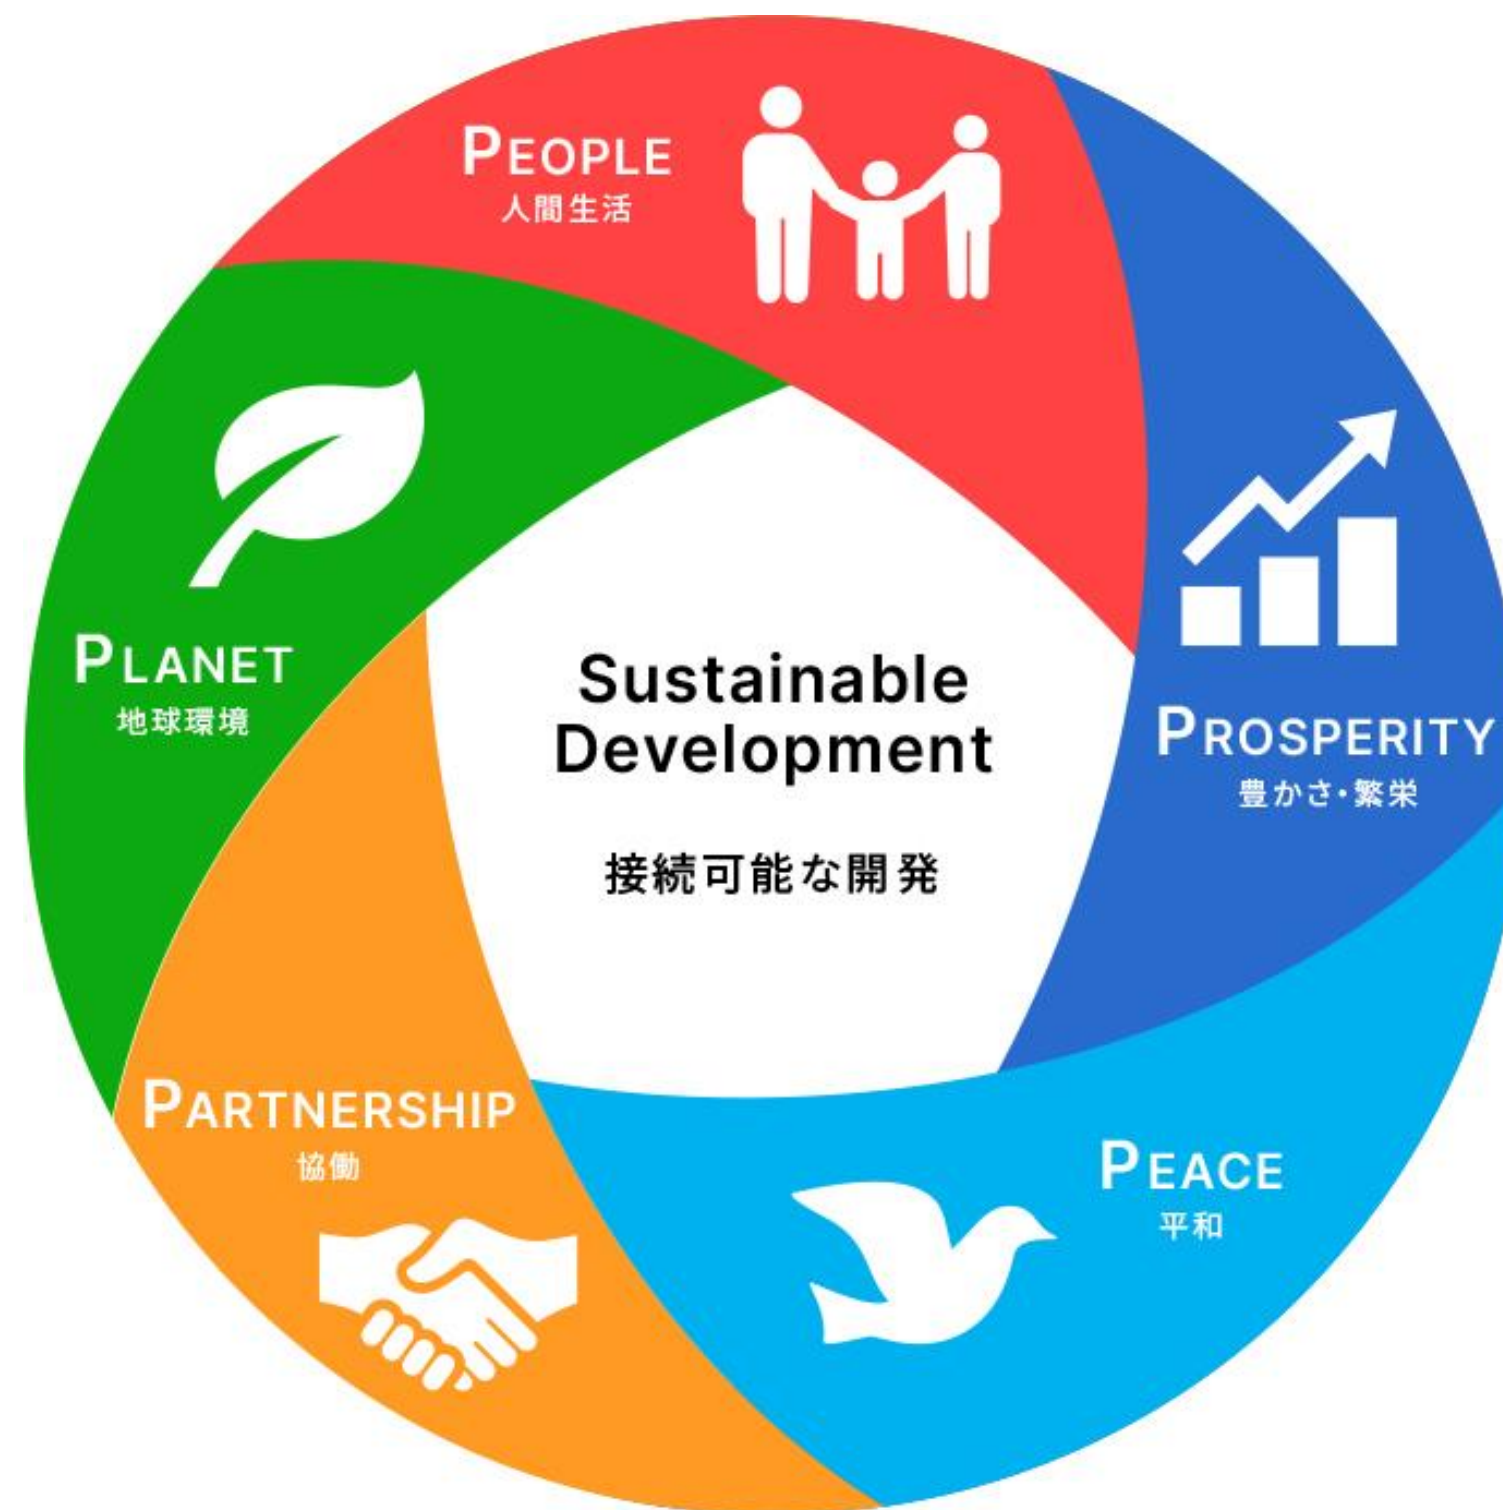 PEOPLE
人間生活
PLANET
地球環境
PROSPERITY
豊かさ・繁栄
Sustainable
Development
接続可能な開発
PARTNERSHIP
協働
PEACE
平和